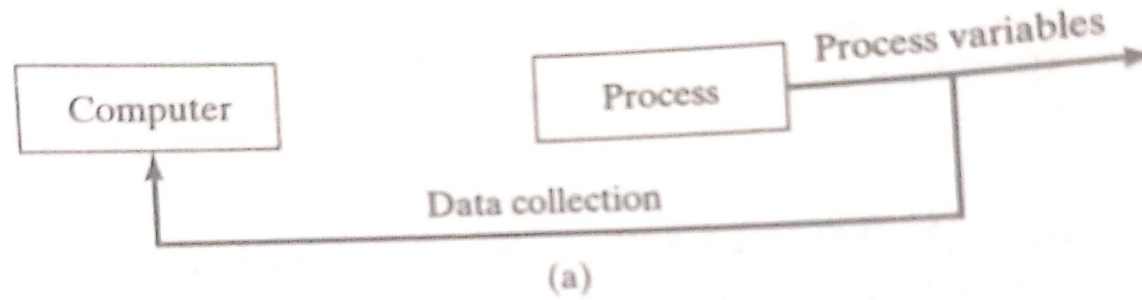 Process variables
Computer
Process
Data collection
(a)